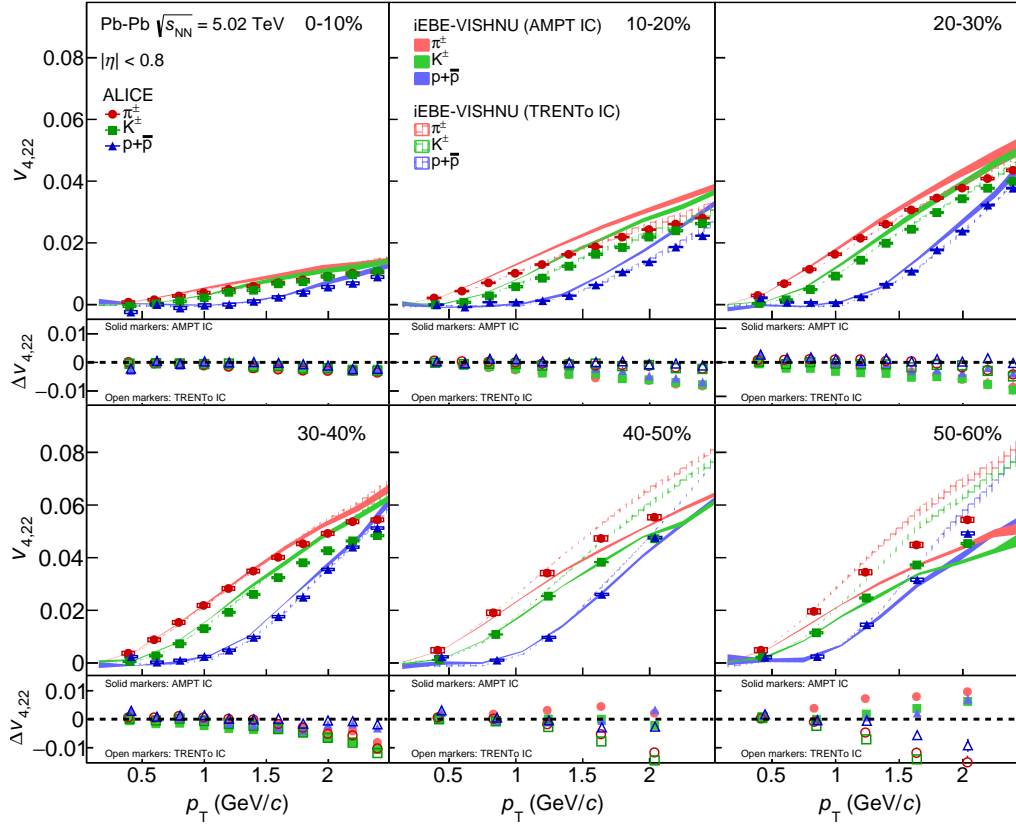 Pb-Pb √s_NN = 5.02 TeV 0-10%
|η| < 0.8
ALICE
π±
K±
p+p̅
10-20%
iEBE-VISHNU (AMPT IC)
π±
K±
p+p̅
iEBE-VISHNU (TRENTo IC)
π±
K±
p+p̅
20-30%
v4,22
0.08
0.06
0.04
0.02
0
Δv4,22
0.01
0
−0.01
Solid markers: AMPT IC
Open markers: TRENTo IC
Solid markers: AMPT IC
Open markers: TRENTo IC
Solid markers: AMPT IC
Open markers: TRENTo IC
30-40%
40-50%
50-60%
v4,22
0.08
0.06
0.04
0.02
0
Δv4,22
0.01
0
−0.01
Solid markers: AMPT IC
Open markers: TRENTo IC
Solid markers: AMPT IC
Open markers: TRENTo IC
Solid markers: AMPT IC
Open markers: TRENTo IC
0.5 1 1.5 2
0.5 1 1.5 2
0.5 1 1.5 2
pT (GeV/c)
pT (GeV/c)
pT (GeV/c)